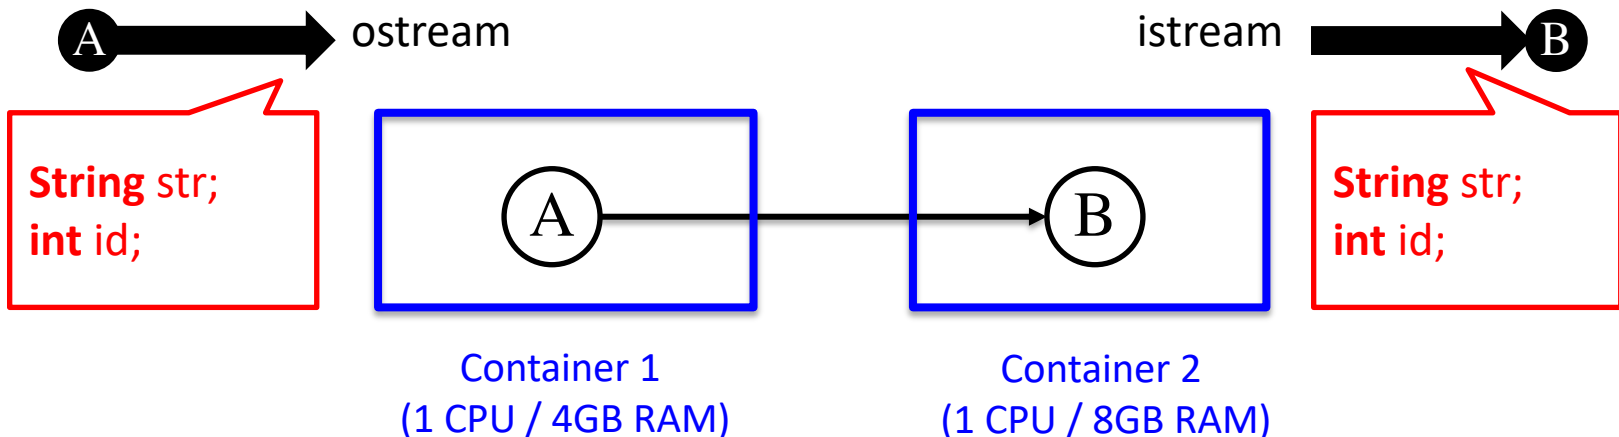 A
ostream
istream
B
String str;
int id;
A
B
String str;
int id;
Container 1
(1 CPU / 4GB RAM)
Container 2
(1 CPU / 8GB RAM)